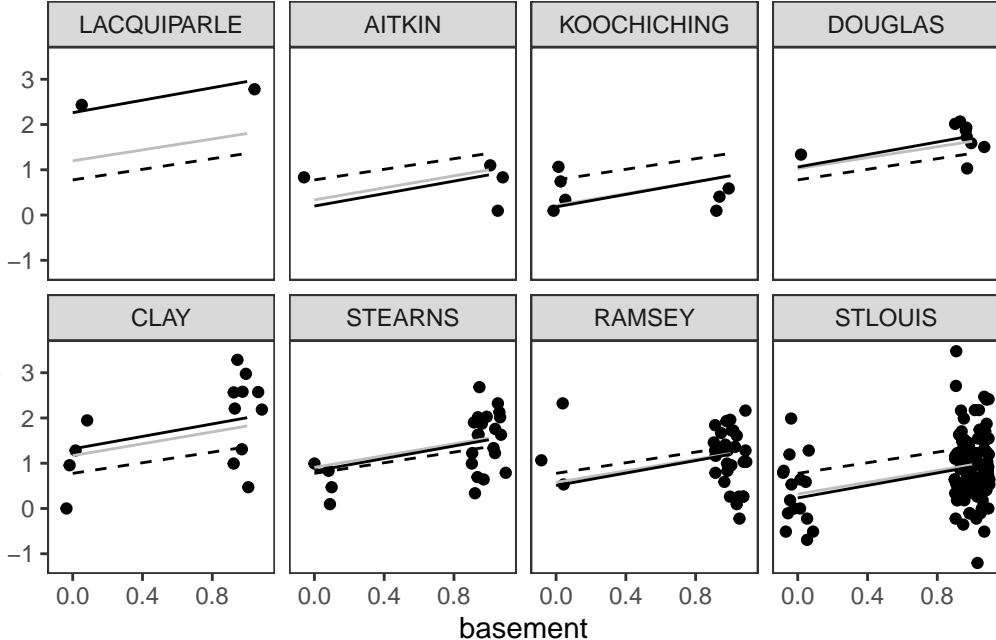 LACQUIPARLE AITKIN KOOCHICHING DOUGLAS
3
2
1
0
−1
CLAY STEARNS RAMSEY STLOUIS
3
2
1
0
−1
0.0 0.4 0.8 0.0 0.4 0.8 0.0 0.4 0.8 0.0 0.4 0.8
basement